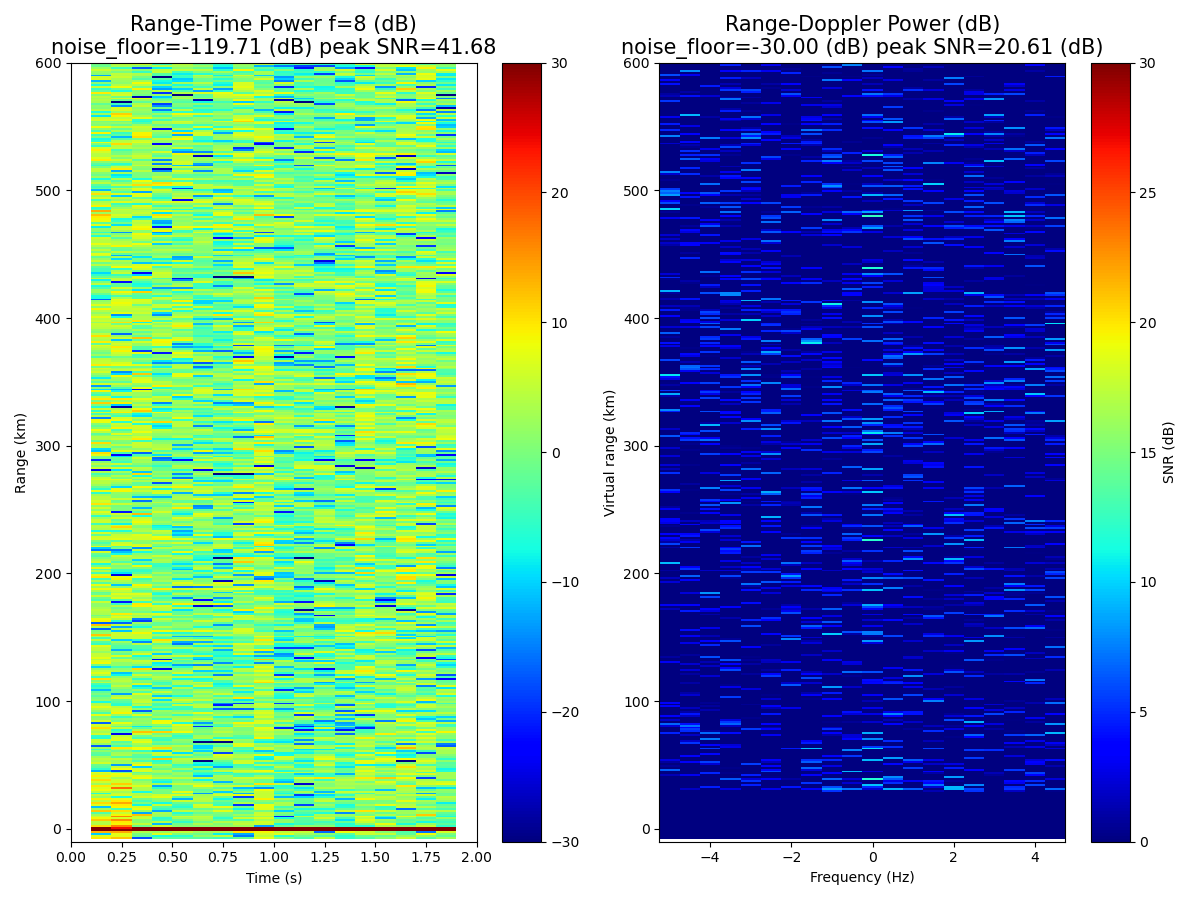 Range-Time Power f=8 (dB)
noise_floor=-119.71 (dB) peak SNR=41.68
Range-Doppler Power (dB)
noise_floor=-30.00 (dB) peak SNR=20.61 (dB)
600
500
400
300
200
100
0
Range (km)
0.00 0.25 0.50 0.75 1.00 1.25 1.50 1.75 2.00
Time (s)
30
20
10
0
−10
−20
−30
600
500
400
300
200
100
0
Virtual range (km)
−4 −2 0 2 4
Frequency (Hz)
30
25
20
15
10
5
0
SNR (dB)